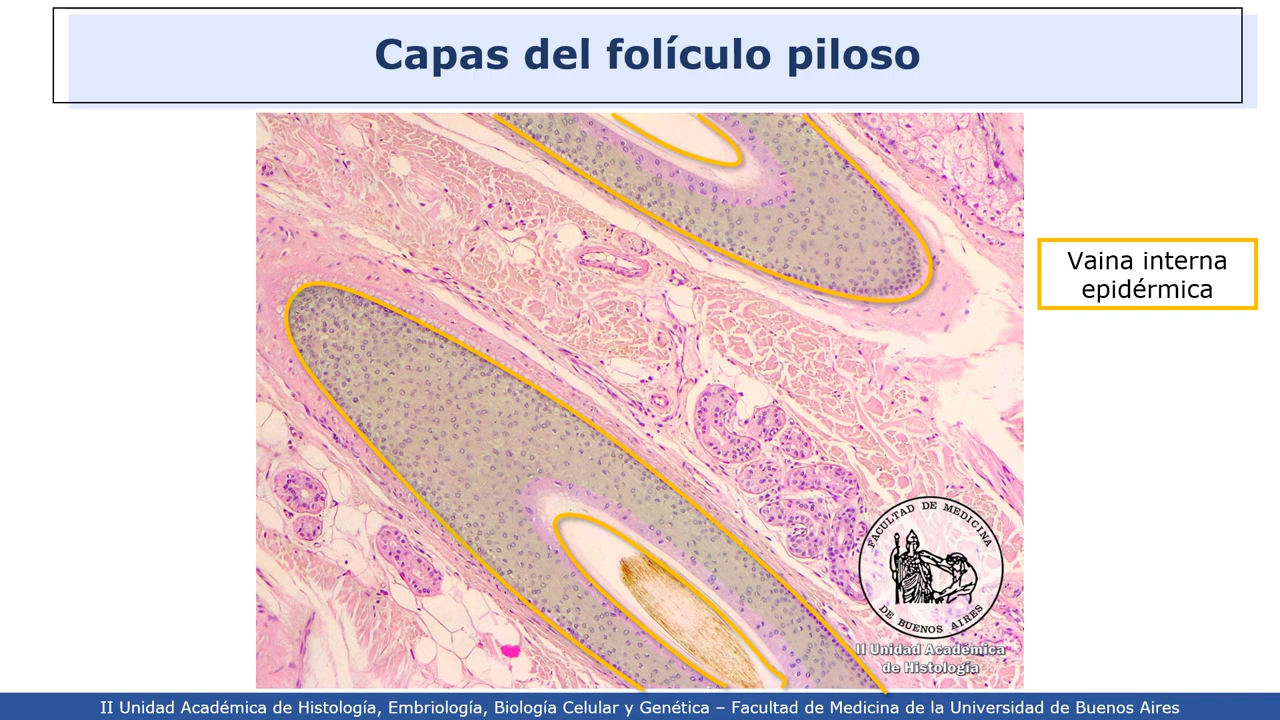 Capas del folículo piloso
Vaina interna
epidérmica
FACULTAD DE MEDICINA
DE BUENOS AIRES
II Unidad Académica
de Histología
II Unidad Académica de Histología, Embriología, Biología Celular y Genética – Facultad de Medicina de la Universidad de Buenos Aires